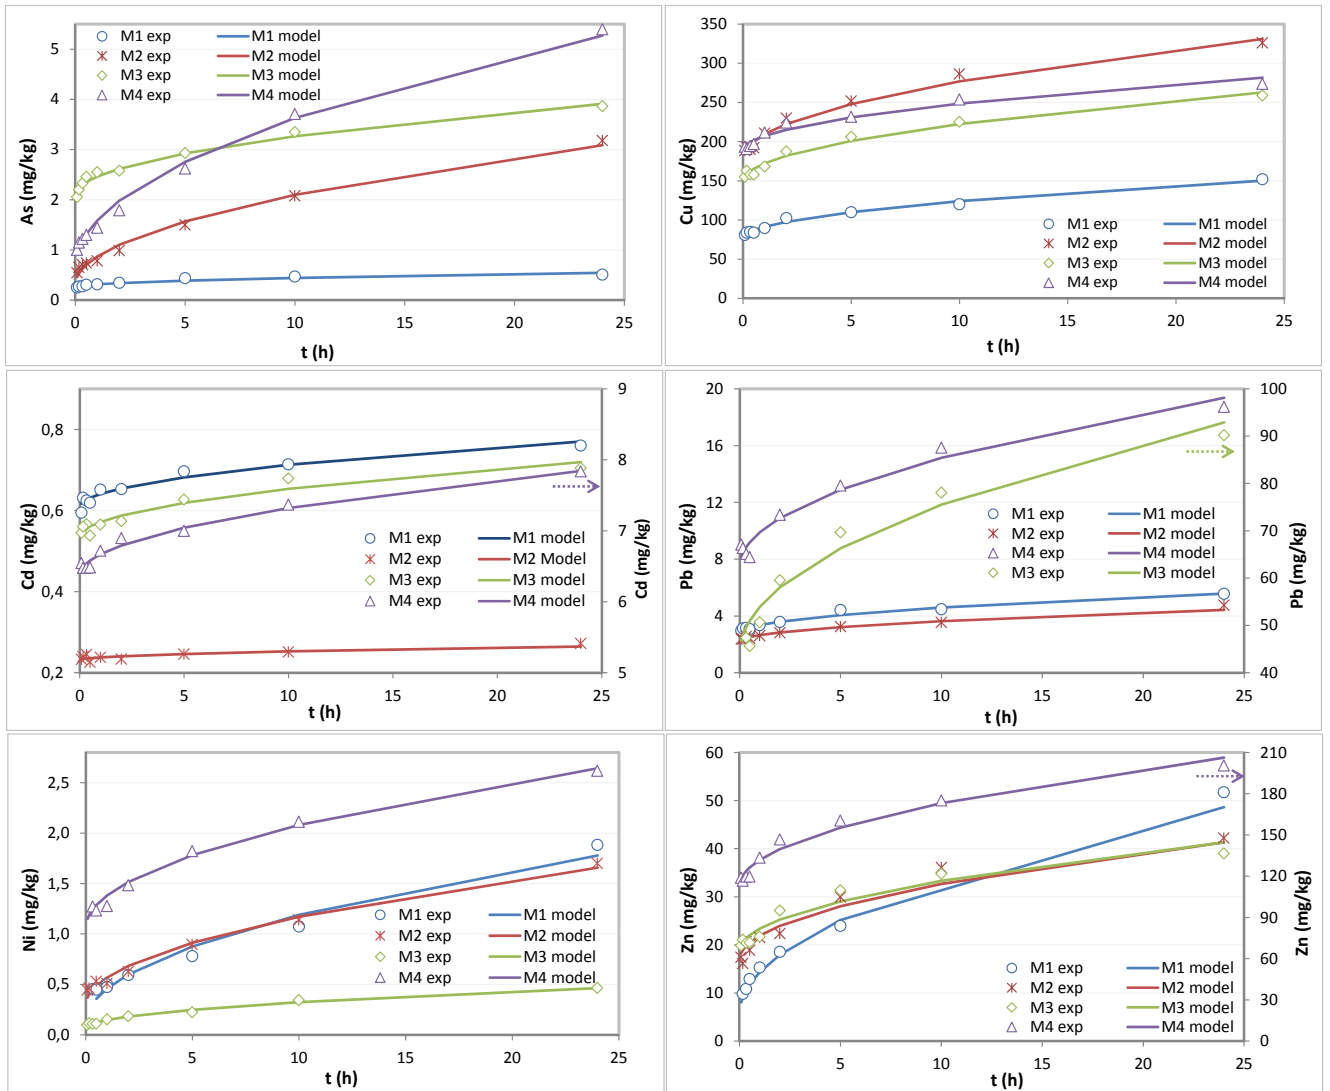 As (mg/kg)
0
1
2
3
4
5
0
5
10
15
20
25
t (h)
M1 exp
M1 model
M2 exp
M2 model
M3 exp
M3 model
M4 exp
M4 model
Cu (mg/kg)
0
50
100
150
200
250
300
350
0
5
10
15
20
25
t (h)
M1 exp
M1 model
M2 exp
M2 model
M3 exp
M3 model
M4 exp
M4 model
Cd (mg/kg)
0,2
0,4
0,6
0,8
0
5
10
15
20
25
t (h)
5
6
7
8
9
Cd (mg/kg)
M1 exp
M1 model
M2 exp
M2 Model
M3 exp
M3 model
M4 exp
M4 model
Pb (mg/kg)
0
4
8
12
16
20
0
5
10
15
20
25
t (h)
40
50
60
70
80
90
100
Pb (mg/kg)
M1 exp
M1 model
M2 exp
M2 model
M4 exp
M4 model
M3 exp
M3 model
Ni (mg/kg)
0,0
0,5
1,0
1,5
2,0
2,5
0
5
10
15
20
25
t (h)
M1 exp
M1 model
M2 exp
M2 model
M3 exp
M3 model
M4 exp
M4 model
Zn (mg/kg)
0
10
20
30
40
50
60
0
5
10
15
20
25
t (h)
0
30
60
90
120
150
180
210
Zn (mg/kg)
M1 exp
M1 model
M2 exp
M2 model
M3 exp
M3 model
M4 exp
M4 model